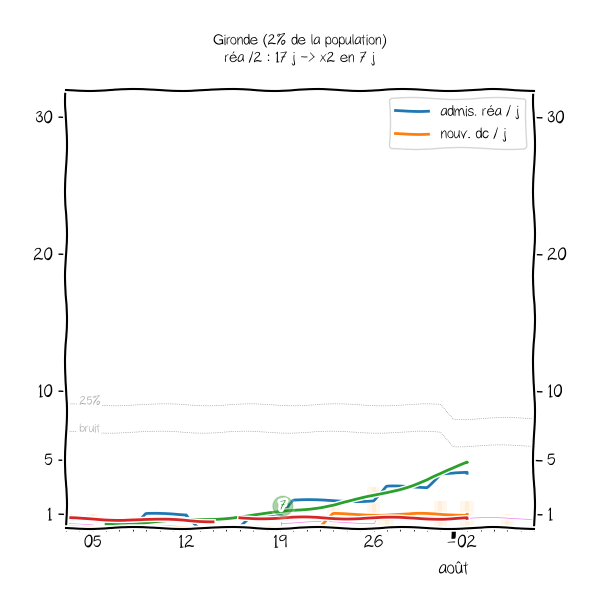 Gironde (2% de la population)
réa /2 : 17 j -> x2 en 7 j
admis. réa / j
nouv. dc / j
30 30
20 20
10 10
25%
bruit
5 5
7
1 1
05 12 19 26 02
août